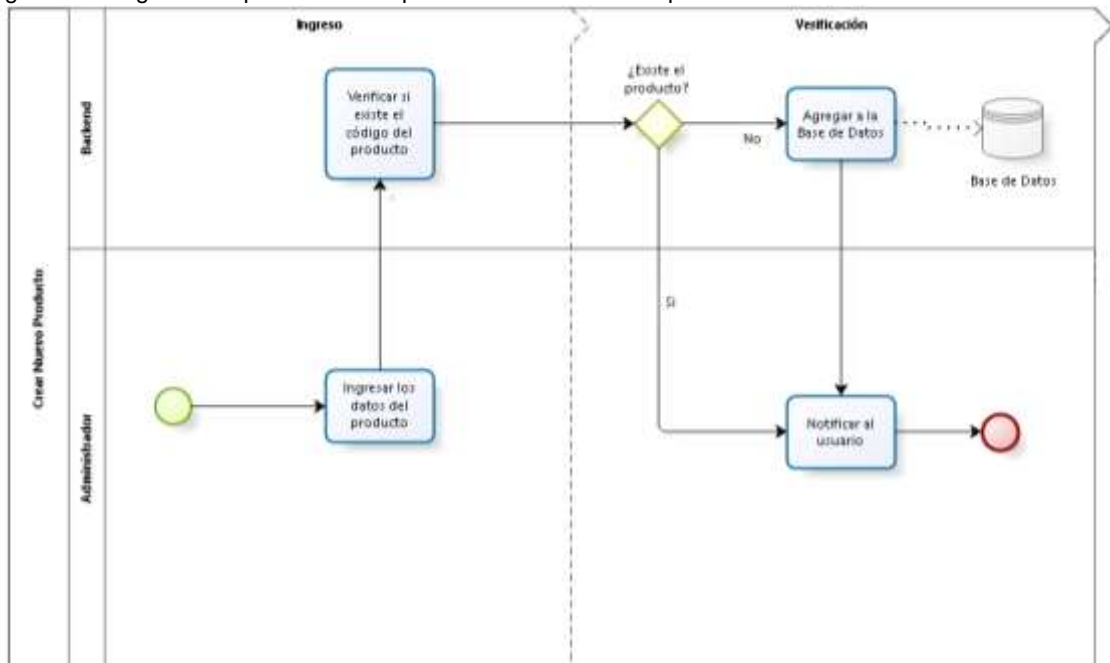 Ingreso
Verificación
Crear Nuevo Producto
Backend
Verificar si
existe el
código del
producto
¿Existe el
producto?
No
Agregar a la
Base de Datos
Base de Datos
Si
Administrador
Ingresar los
datos del
producto
Notificar al
usuario